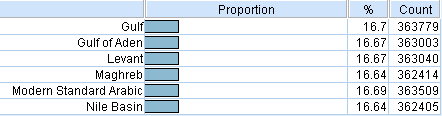 Proportion % Count
Gulf 16.7 363779
Gulf of Aden 16.67 363003
Levant 16.67 363040
Maghreb 16.64 362414
Modern Standard Arabic 16.69 363509
Nile Basin 16.64 362405